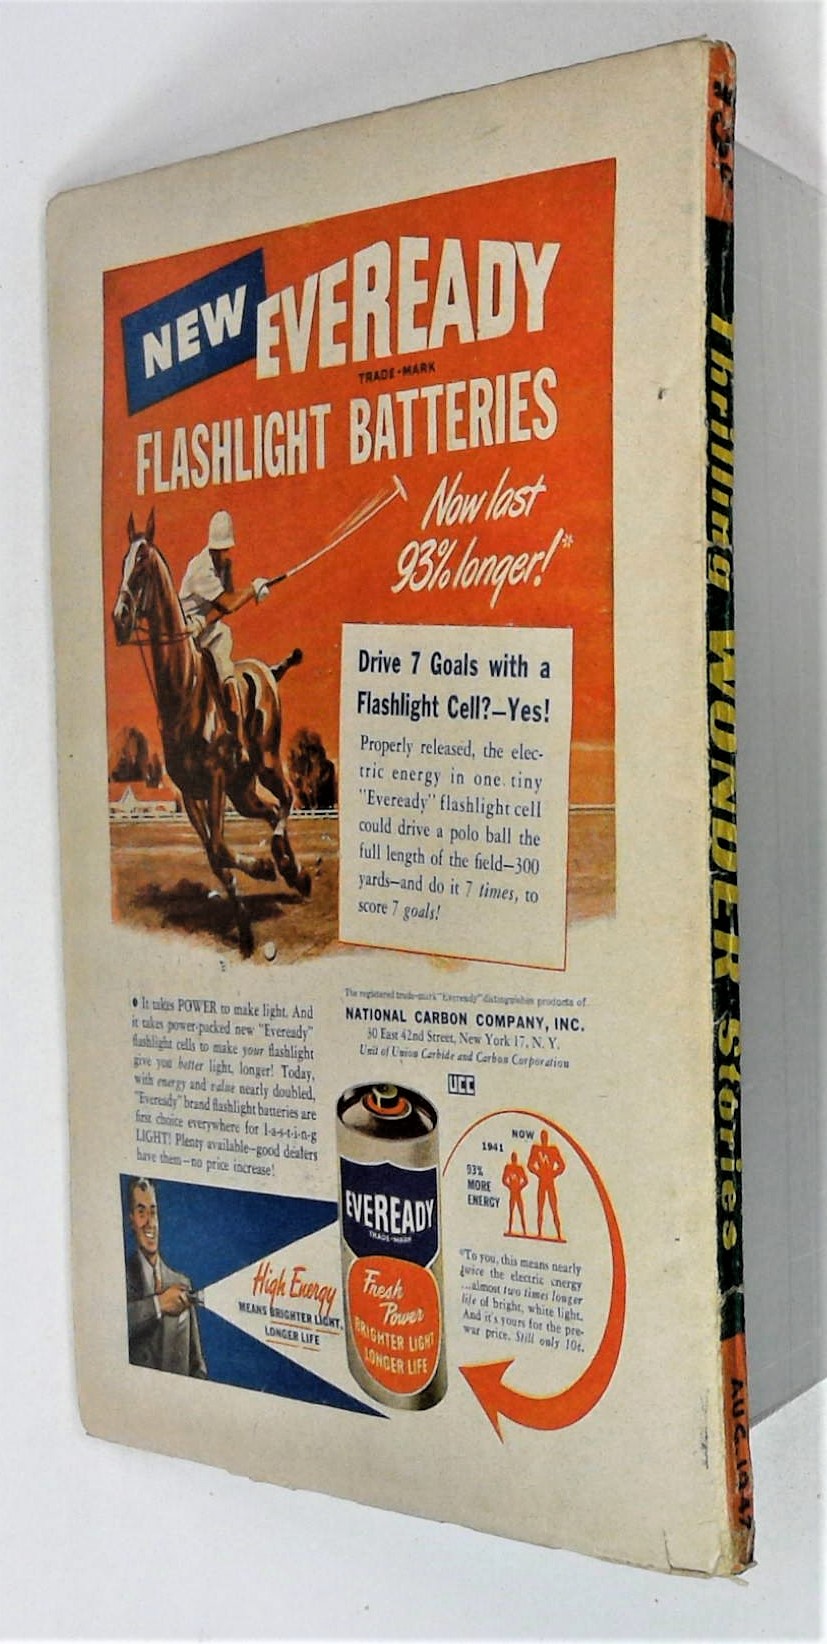 NEW EVEREADY
TRADE-MARK
FLASHLIGHT BATTERIES
Now last
93% longer!*
Drive 7 Goals with a
Flashlight Cell?—Yes!
Properly released, the elec-
tric energy in one tiny
"Eveready" flashlight cell
could drive a polo ball the
full length of the field—300
yards—and do it 7 times, to
score 7 goals!
• It takes POWER to make light. And
it takes power-packed new "Eveready"
flashlight cells to make your flashlight
give you better light, longer! Today,
with energy and value nearly doubled,
"Eveready" brand flashlight batteries are
first choice everywhere for l-a-s-t-i-n-g
LIGHT! Plenty available—good dealers
have them—no price increase!
The registered trade-mark "Eveready" distinguishes products of
NATIONAL CARBON COMPANY, INC.
30 East 42nd Street, New York 17, N. Y.
Unit of Union Carbide and Carbon Corporation
UCC
EVEREADY
TRADE-MARK
Fresh
Power
BRIGHTER LIGHT
LONGER LIFE
High Energy
MEANS BRIGHTER LIGHT,
LONGER LIFE
NOW
1941
93%
MORE
ENERGY
*To you, this means nearly
twice the electric energy
...almost two times longer
life of bright, white light.
And it's yours for the pre-
war price. Still only 10¢.
Thrilling WONDER Stories
AUG. 1947